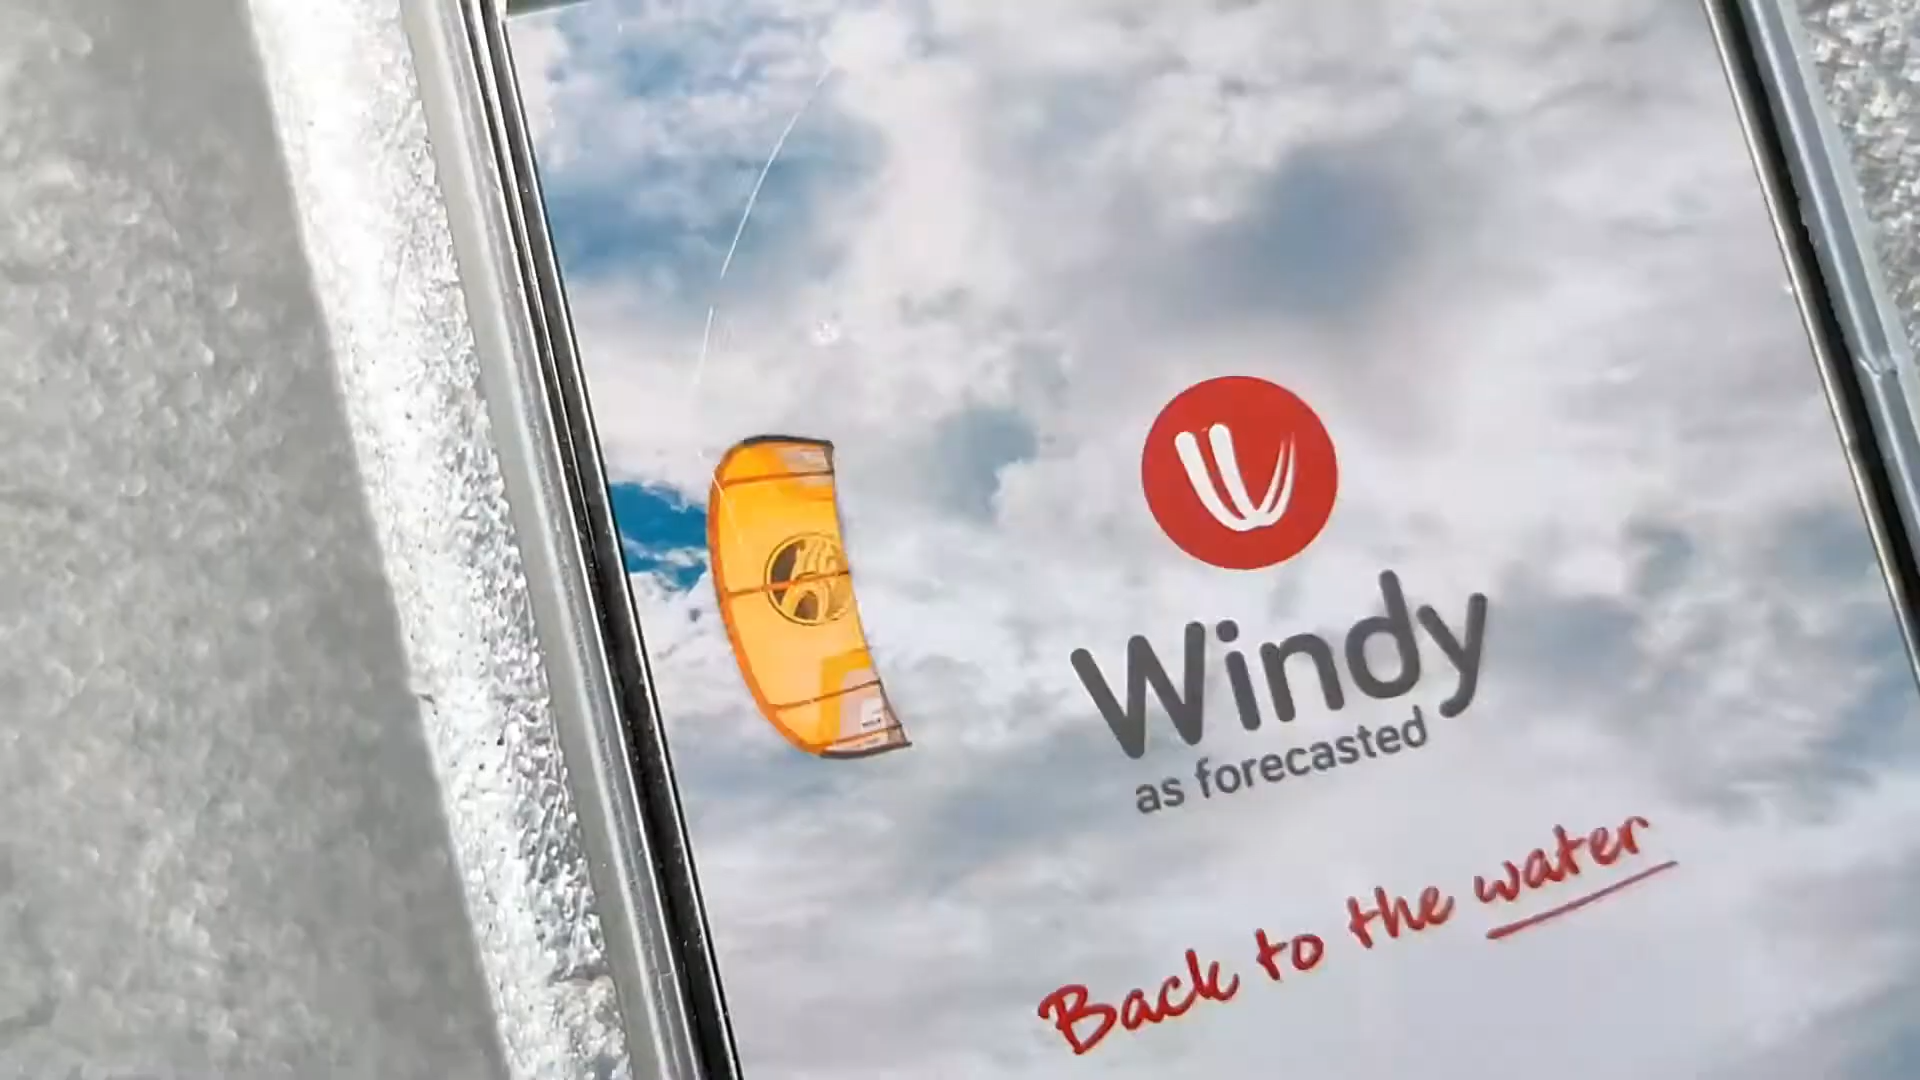 Windy
as forecasted
Back to the water